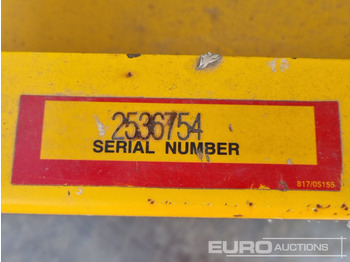 2536754
SERIAL NUMBER
817/05155
EURO AUCTIONS